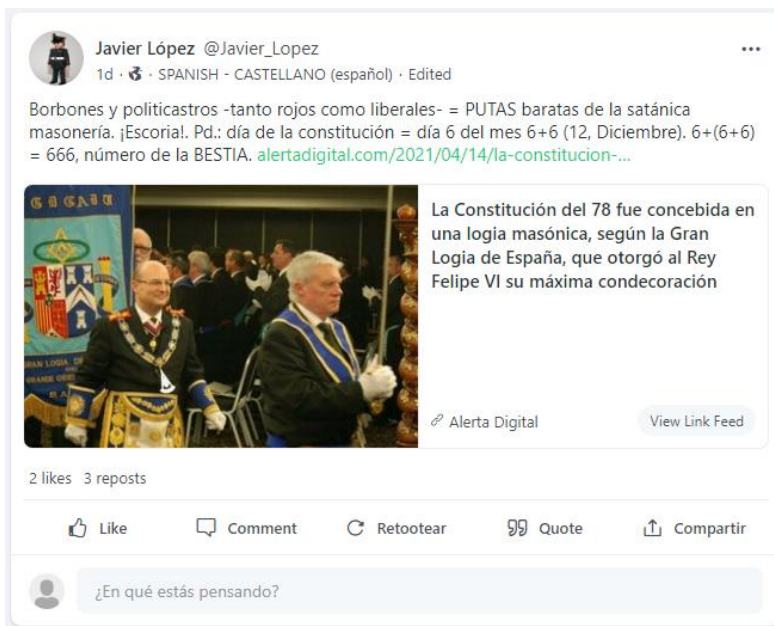 Javier López @Javier_Lopez
1d · SPANISH - CASTELLANO (español) · Edited
Borbones y politicastros -tanto rojos como liberales- = PUTAS baratas de la satánica
masonería. ¡Escoria!. Pd.: día de la constitución = día 6 del mes 6+6 (12, Diciembre). 6+(6+6)
= 666, número de la BESTIA. alertadigital.com/2021/04/14/la-constitucion-...
La Constitución del 78 fue concebida en
una logia masónica, según la Gran
Logia de España, que otorgó al Rey
Felipe VI su máxima condecoración
GRAN LOGIA DE
Alerta Digital
View Link Feed
2 likes 3 reposts
Like Comment Retootear Quote Compartir
¿En qué estás pensando?